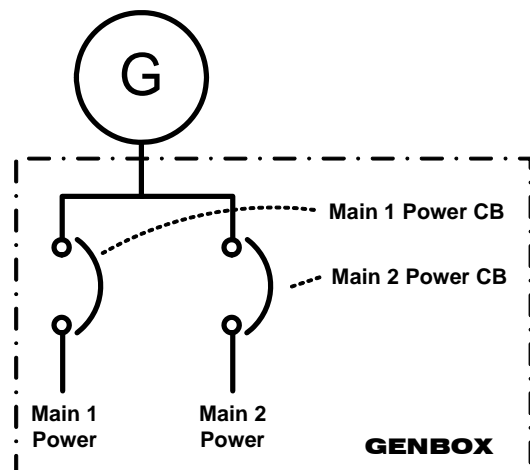 G
Main 1 Power CB
Main 2 Power CB
Main 1
Power
Main 2
Power
GENBOX